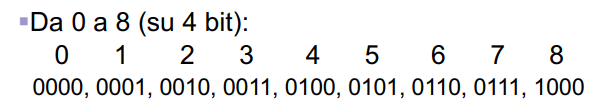 ▪Da 0 a 8 (su 4 bit):
0 1 2 3 4 5 6 7 8
0000, 0001, 0010, 0011, 0100, 0101, 0110, 0111, 1000